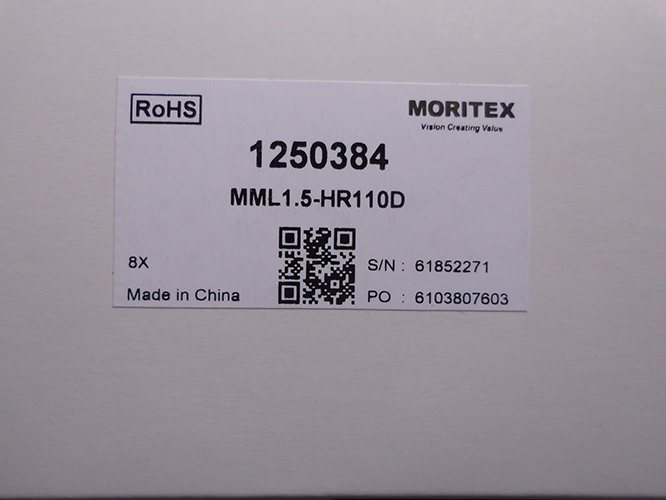 RoHS
MORITEX
Vision Creating Value
1250384
MML1.5-HR110D
8X
S/N : 61852271
Made in China
PO : 6103807603